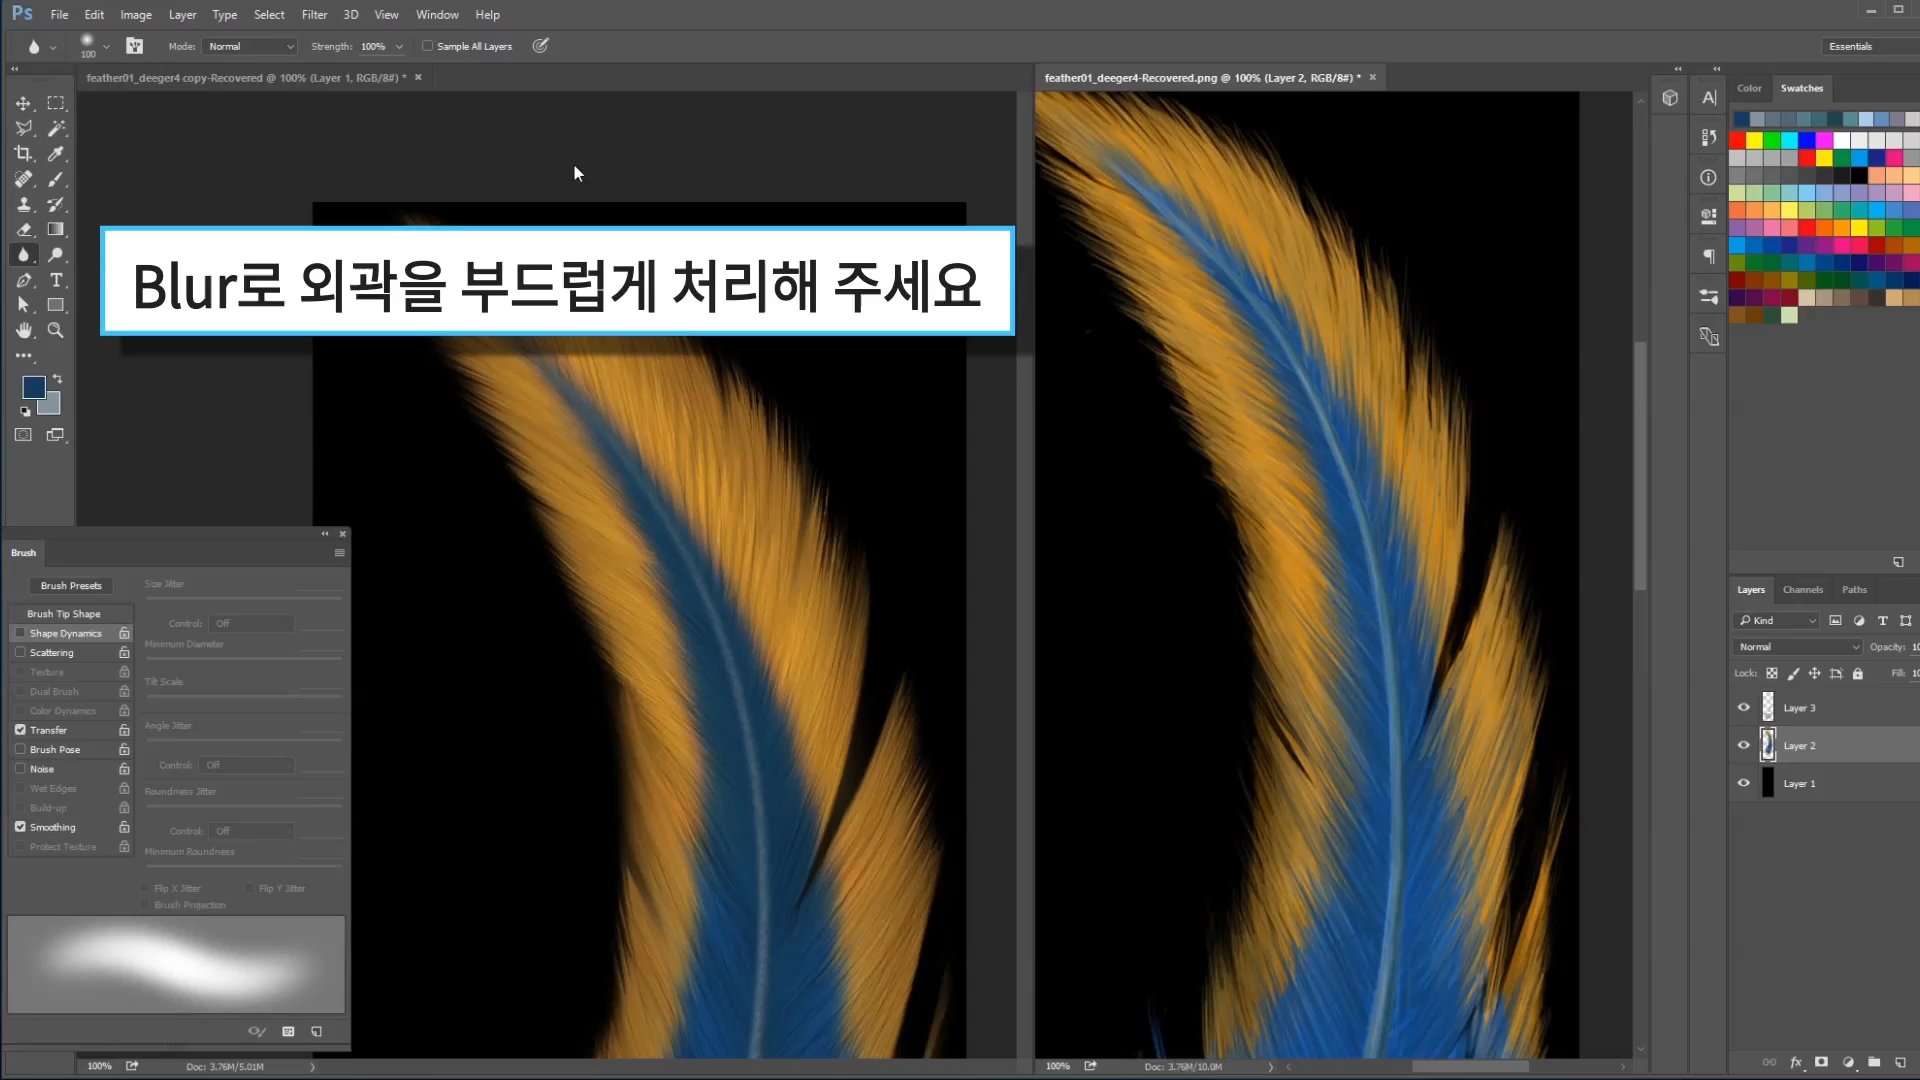 Ps File Edit Image Layer Type Select Filter 3D View Window Help
100 Mode: Normal Strength: 100% Sample All Layers Essentials
feather01_deeger4 copy-Recovered @ 100% (Layer 1, RGB/8#) * ×
feather01_deeger4-Recovered.png @ 100% (Layer 2, RGB/8#) * ×
Color Swatches
Blur로 외곽을 부드럽게 처리해 주세요
Brush
Brush Presets
Brush Tip Shape
Shape Dynamics
Scattering
Texture
Dual Brush
Color Dynamics
Transfer
Brush Pose
Noise
Wet Edges
Build-up
Smoothing
Protect Texture
Size Jitter
Control: Off
Minimum Diameter
Tilt Scale
Angle Jitter
Control: Off
Roundness Jitter
Control: Off
Minimum Roundness
Flip X Jitter Flip Y Jitter
Brush Projection
100% Doc: 3.76M/5.01M
100% Doc: 3.76M/10.0M
Layers Channels Paths
Kind
Normal Opacity: 10
Lock: Fill: 10
Layer 3
Layer 2
Layer 1
fx